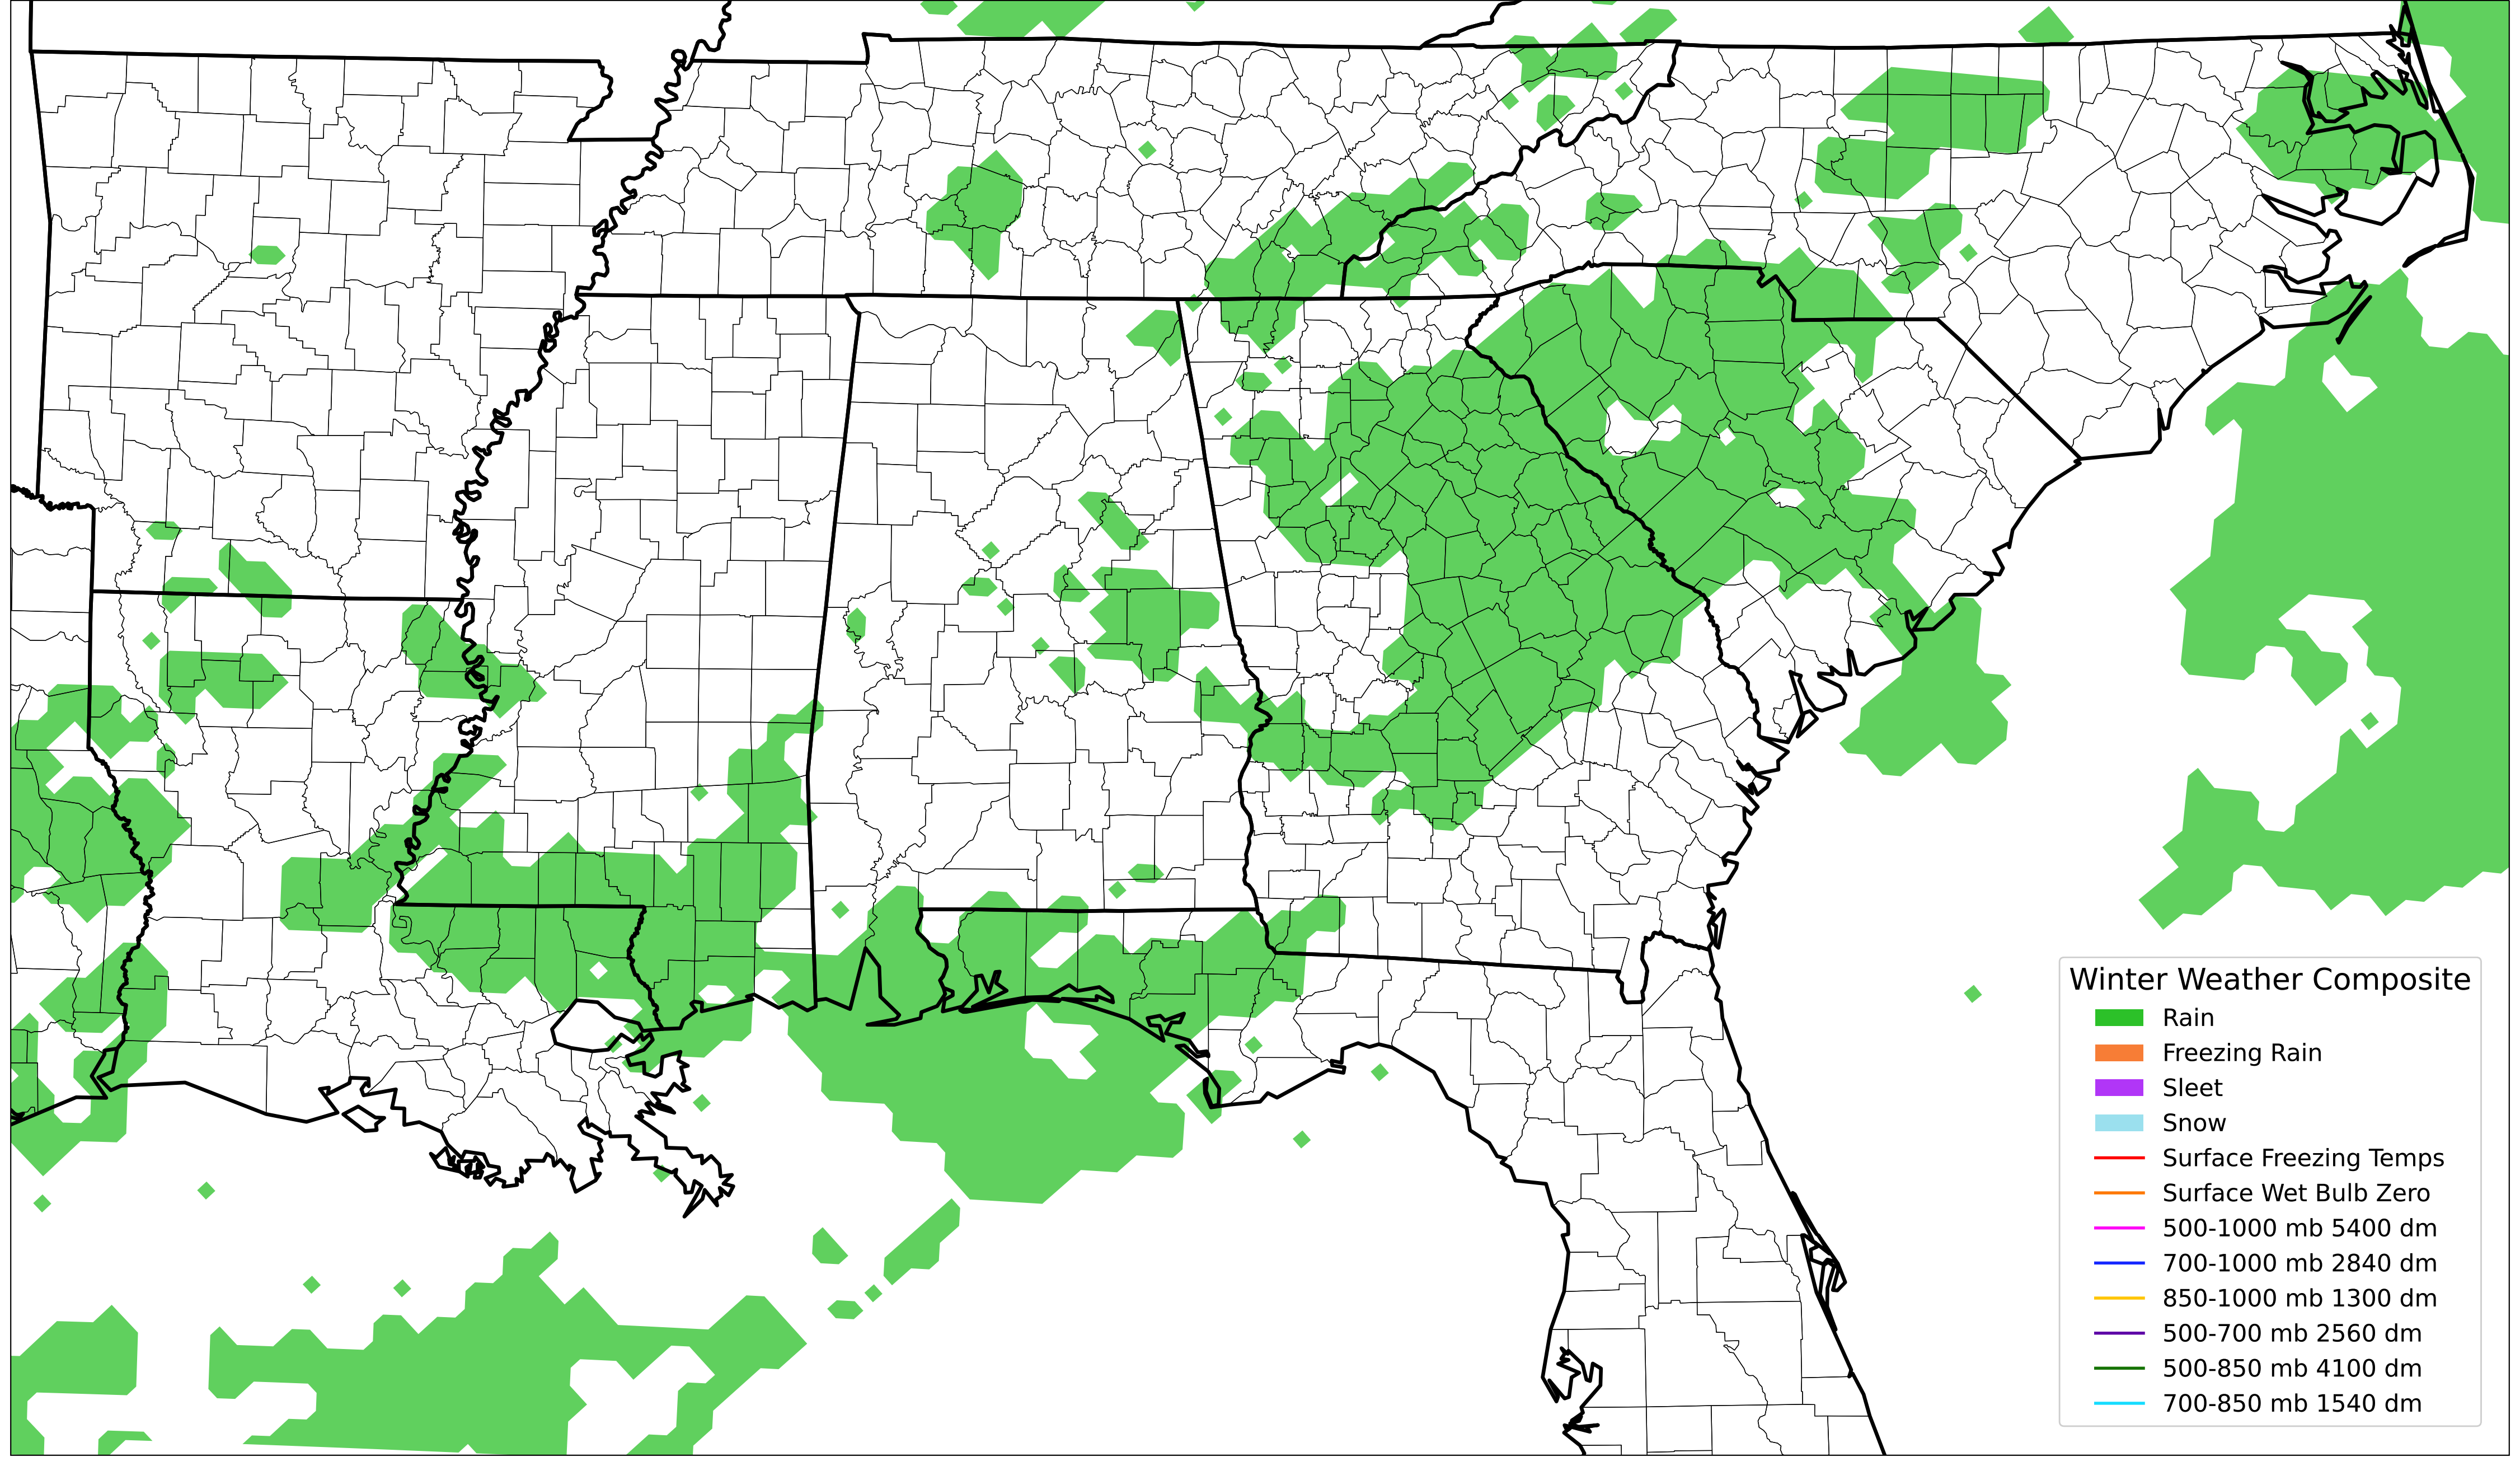 Winter Weather Composite
Rain
Freezing Rain
Sleet
Snow
Surface Freezing Temps
Surface Wet Bulb Zero
500-1000 mb 5400 dm
700-1000 mb 2840 dm
850-1000 mb 1300 dm
500-700 mb 2560 dm
500-850 mb 4100 dm
700-850 mb 1540 dm